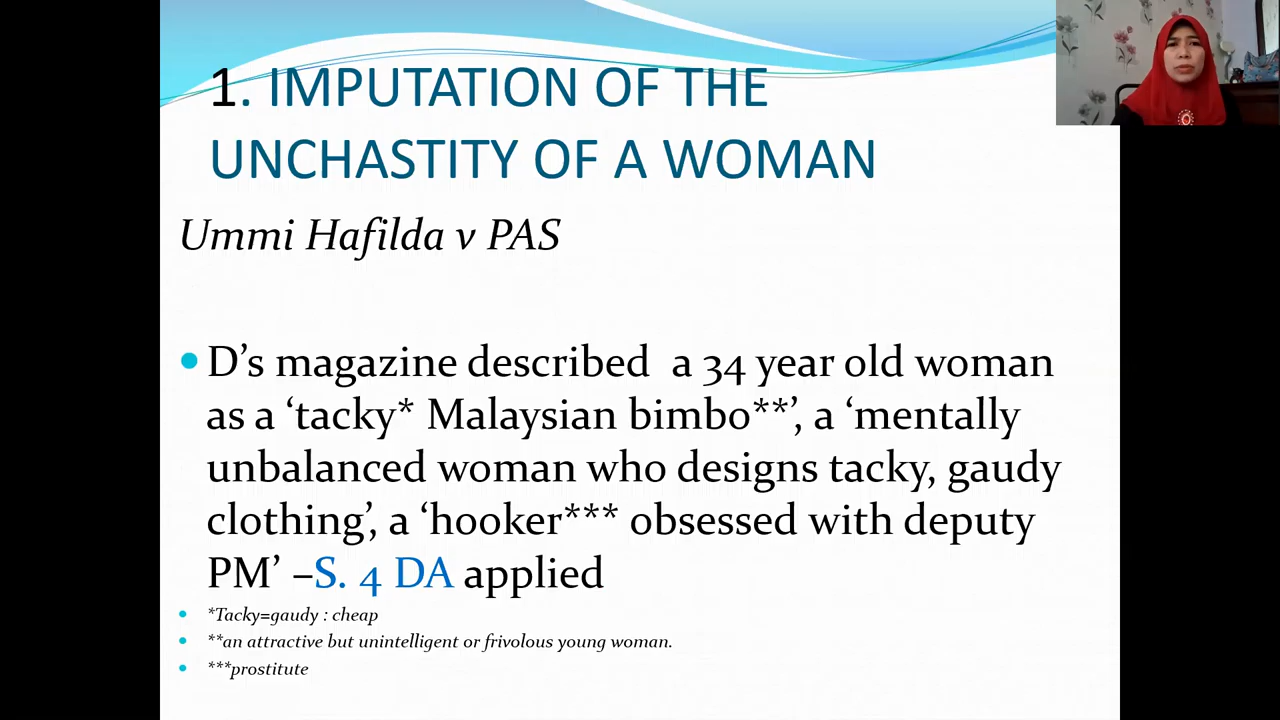 1. IMPUTATION OF THE
UNCHASTITY OF A WOMAN
Ummi Hafilda v PAS
• D’s magazine described a 34 year old woman
as a ‘tacky* Malaysian bimbo**’, a ‘mentally
unbalanced woman who designs tacky, gaudy
clothing’, a ‘hooker*** obsessed with deputy
PM’ –S. 4 DA applied
• *Tacky=gaudy : cheap
• **an attractive but unintelligent or frivolous young woman.
• ***prostitute